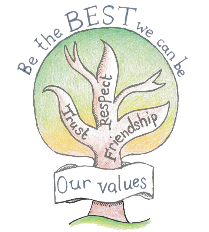 Be the BEST we can be
Trust
Respect
Friendship
Our values